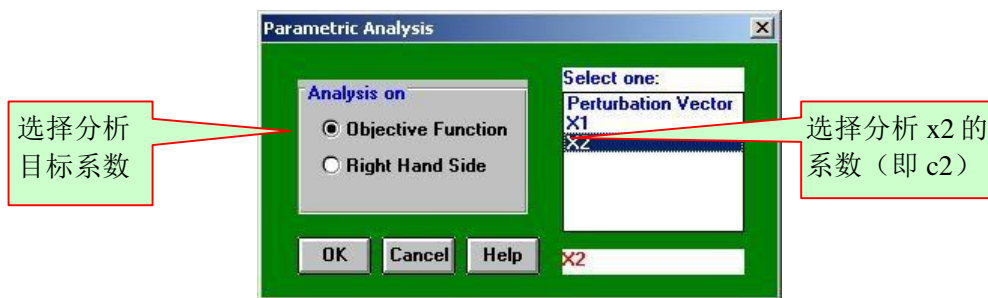 Parametric Analysis
选择分析
目标系数
Analysis on
Objective Function
Right Hand Side
OK
Cancel
Help
Select one:
Perturbation Vector
X1
X2
X2
选择分析 x2 的
系数（即 c2）